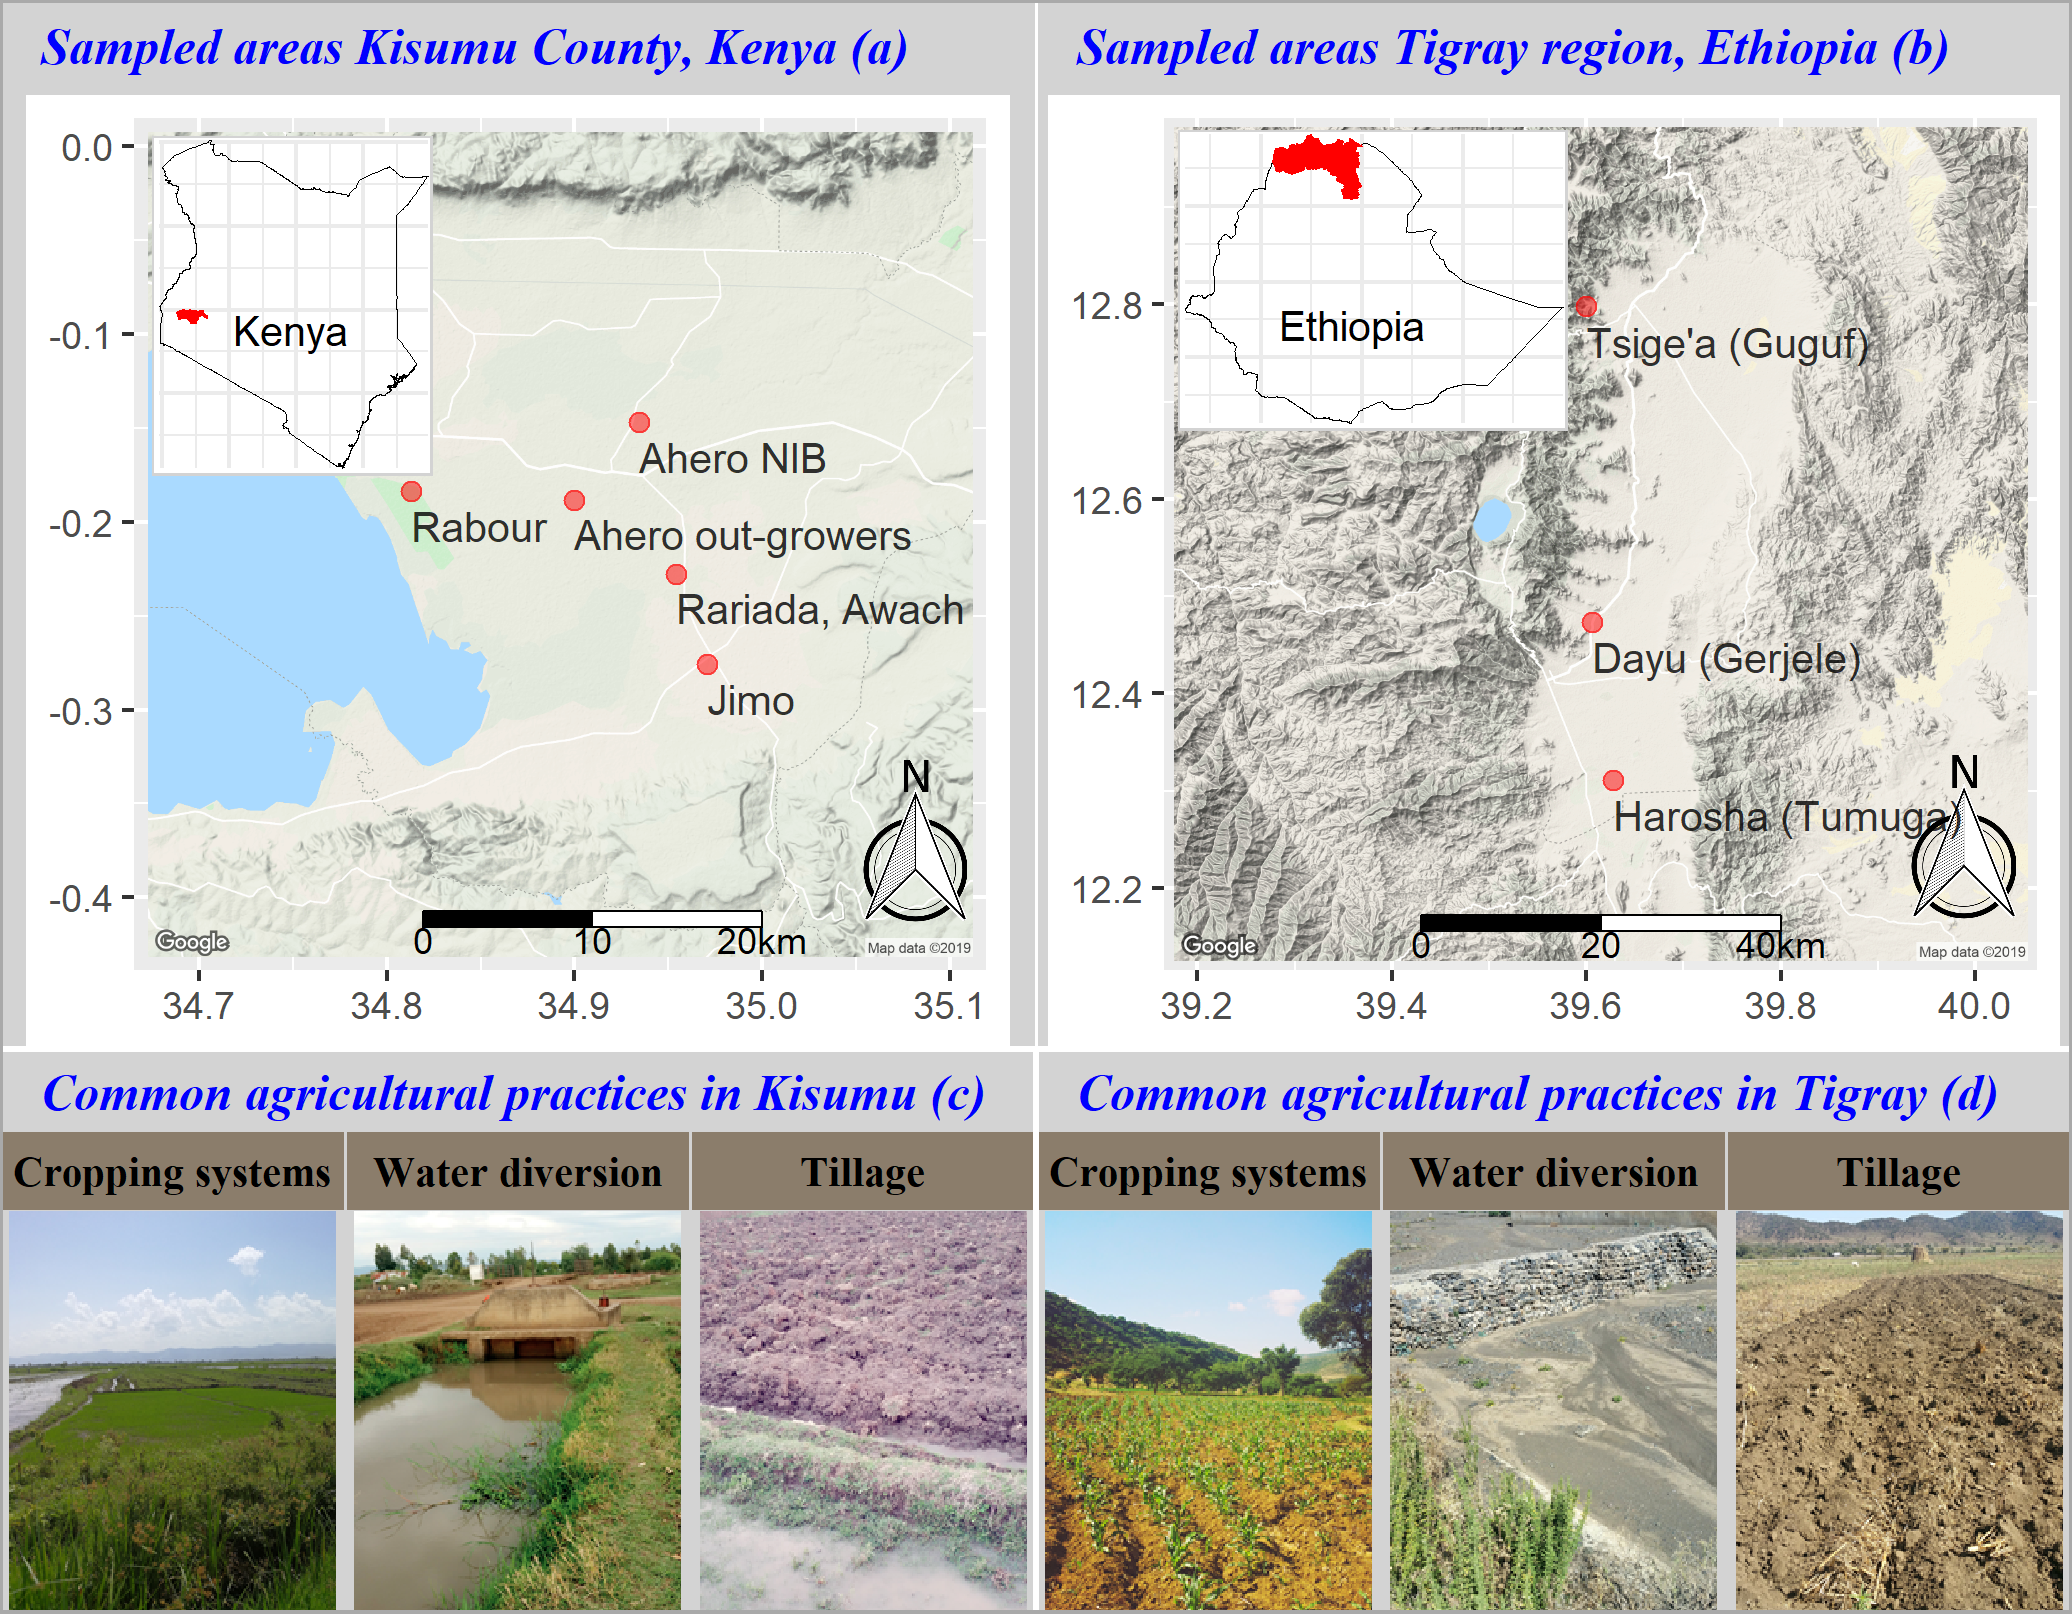 Sampled areas Kisumu County, Kenya (a)
0.0
-0.1
-0.2
-0.3
-0.4
Kenya
Ahero NIB
Rabour
Ahero out-growers
Rariada, Awach
Jimo
N
0 10 20km
Google
Map data ©2019
34.7 34.8 34.9 35.0 35.1
Sampled areas Tigray region, Ethiopia (b)
12.8
12.6
12.4
12.2
Ethiopia
Tsige'a (Guguf)
Dayu (Gerjele)
Harosha (Tumuga)
N
0 20 40km
Google
Map data ©2019
39.2 39.4 39.6 39.8 40.0
Common agricultural practices in Kisumu (c)
Cropping systems Water diversion Tillage
Common agricultural practices in Tigray (d)
Cropping systems Water diversion Tillage